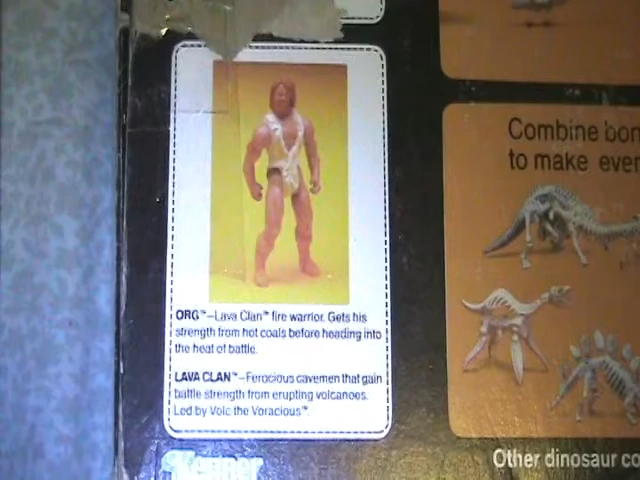 ORG™–Lava Clan™ fire warrior. Gets his
strength from hot coals before heading into
the heat of battle.
LAVA CLAN™–Ferocious cavemen that gain
battle strength from erupting volcanoes.
Led by Volc the Voracious™.
Kenner
Combine bon
to make ever
Other dinosaur co